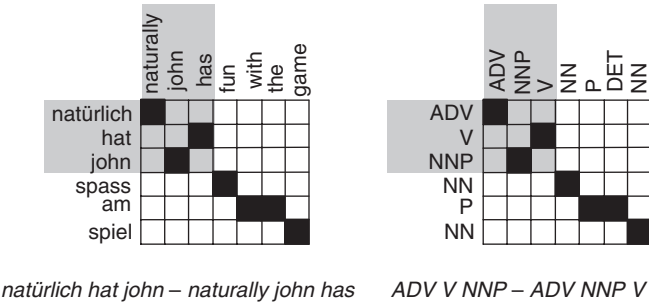 naturally john has fun with the game
natürlich
hat
john
spass
am
spiel
natürlich hat john – naturally john has
ADV NNP V NN P DET NN
ADV
V
NNP
NN
P
NN
ADV V NNP – ADV NNP V